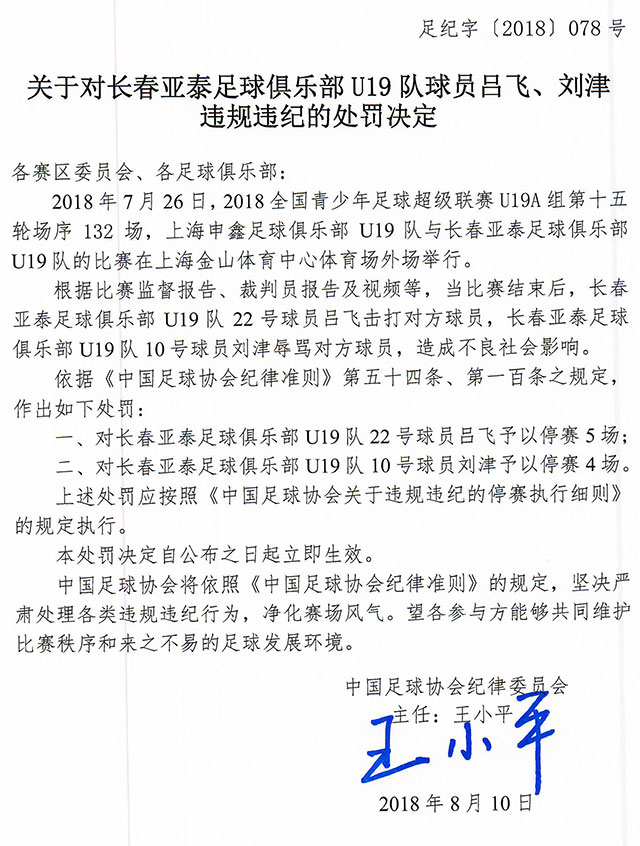 足纪字〔2018〕078 号
关于对长春亚泰足球俱乐部 U19 队球员吕飞、刘津
违规违纪的处罚决定
各赛区委员会、各足球俱乐部：
2018 年 7 月 26 日，2018 全国青少年足球超级联赛 U19A 组第十五
轮场序 132 场，上海申鑫足球俱乐部 U19 队与长春亚泰足球俱乐部
U19 队的比赛在上海金山体育中心体育场外场举行。
根据比赛监督报告、裁判员报告及视频等，当比赛结束后，长春
亚泰足球俱乐部 U19 队 22 号球员吕飞击打对方球员，长春亚泰足球
俱乐部 U19 队 10 号球员刘津辱骂对方球员，造成不良社会影响。
依据《中国足球协会纪律准则》第五十四条、第一百条之规定，
作出如下处罚：
一、对长春亚泰足球俱乐部 U19 队 22 号球员吕飞予以停赛 5 场；
二、对长春亚泰足球俱乐部 U19 队 10 号球员刘津予以停赛 4 场。
上述处罚应按照《中国足球协会关于违规违纪的停赛执行细则》
的规定执行。
本处罚决定自公布之日起立即生效。
中国足球协会将依照《中国足球协会纪律准则》的规定，坚决严
肃处理各类违规违纪行为，净化赛场风气。望各参与方能够共同维护
比赛秩序和来之不易的足球发展环境。
中国足球协会纪律委员会
主任：王小平
王小平
2018 年 8 月 10 日